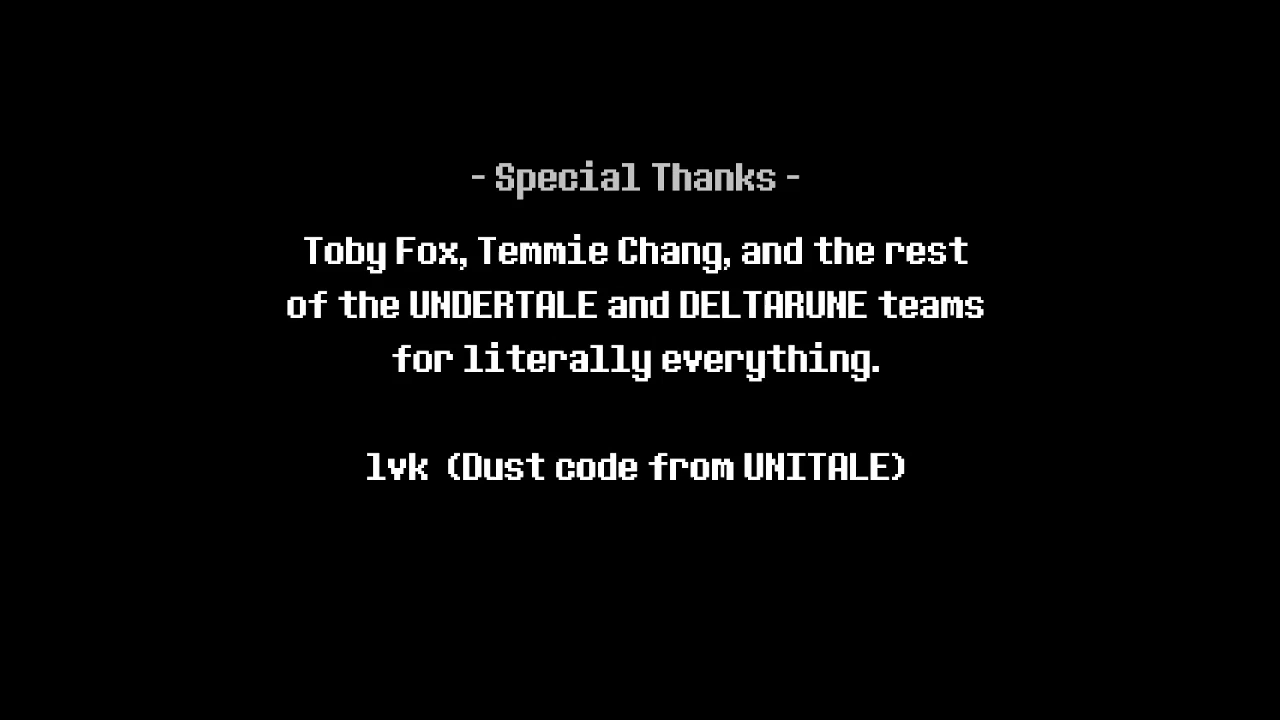 - Special Thanks -
Toby Fox, Temmie Chang, and the rest
of the UNDERTALE and DELTARUNE teams
for literally everything.
lvk (Dust code from UNITALE)